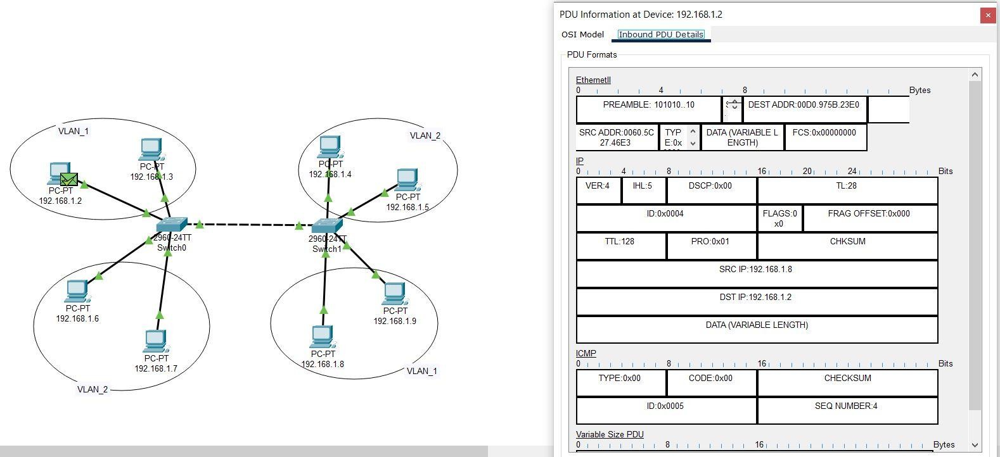 PDU Information at Device: 192.168.1.2
OSI Model
Inbound PDU Details
PDU Formats
EthernetII
0 4 8 Bytes
PREAMBLE: 101010..10
DEST ADDR:00D0.975B.23E0
SRC ADDR:0060.5C
27.46E3
TYP
E:0x
DATA (VARIABLE L
ENGTH)
FCS:0x00000000
IP
0 4 8 16 20 24 Bits
VER:4
IHL:5
DSCP:0x00
TL:28
ID:0x0004
FLAGS:0
x0
FRAG OFFSET:0x000
TTL:128
PRO:0x01
CHKSUM
SRC IP:192.168.1.8
DST IP:192.168.1.2
DATA (VARIABLE LENGTH)
ICMP
0 8 16 Bits
TYPE:0x00
CODE:0x00
CHECKSUM
ID:0x0005
SEQ NUMBER:4
Variable Size PDU
0 8 16 Bytes
VLAN_1
PC-PT
192.168.1.3
PC-PT
192.168.1.2
VLAN_2
PC-PT
192.168.1.4
PC-PT
192.168.1.5
2960-24TT
Switch0
2960-24TT
Switch1
PC-PT
192.168.1.6
PC-PT
192.168.1.7
VLAN_2
PC-PT
192.168.1.9
PC-PT
192.168.1.8
VLAN_1